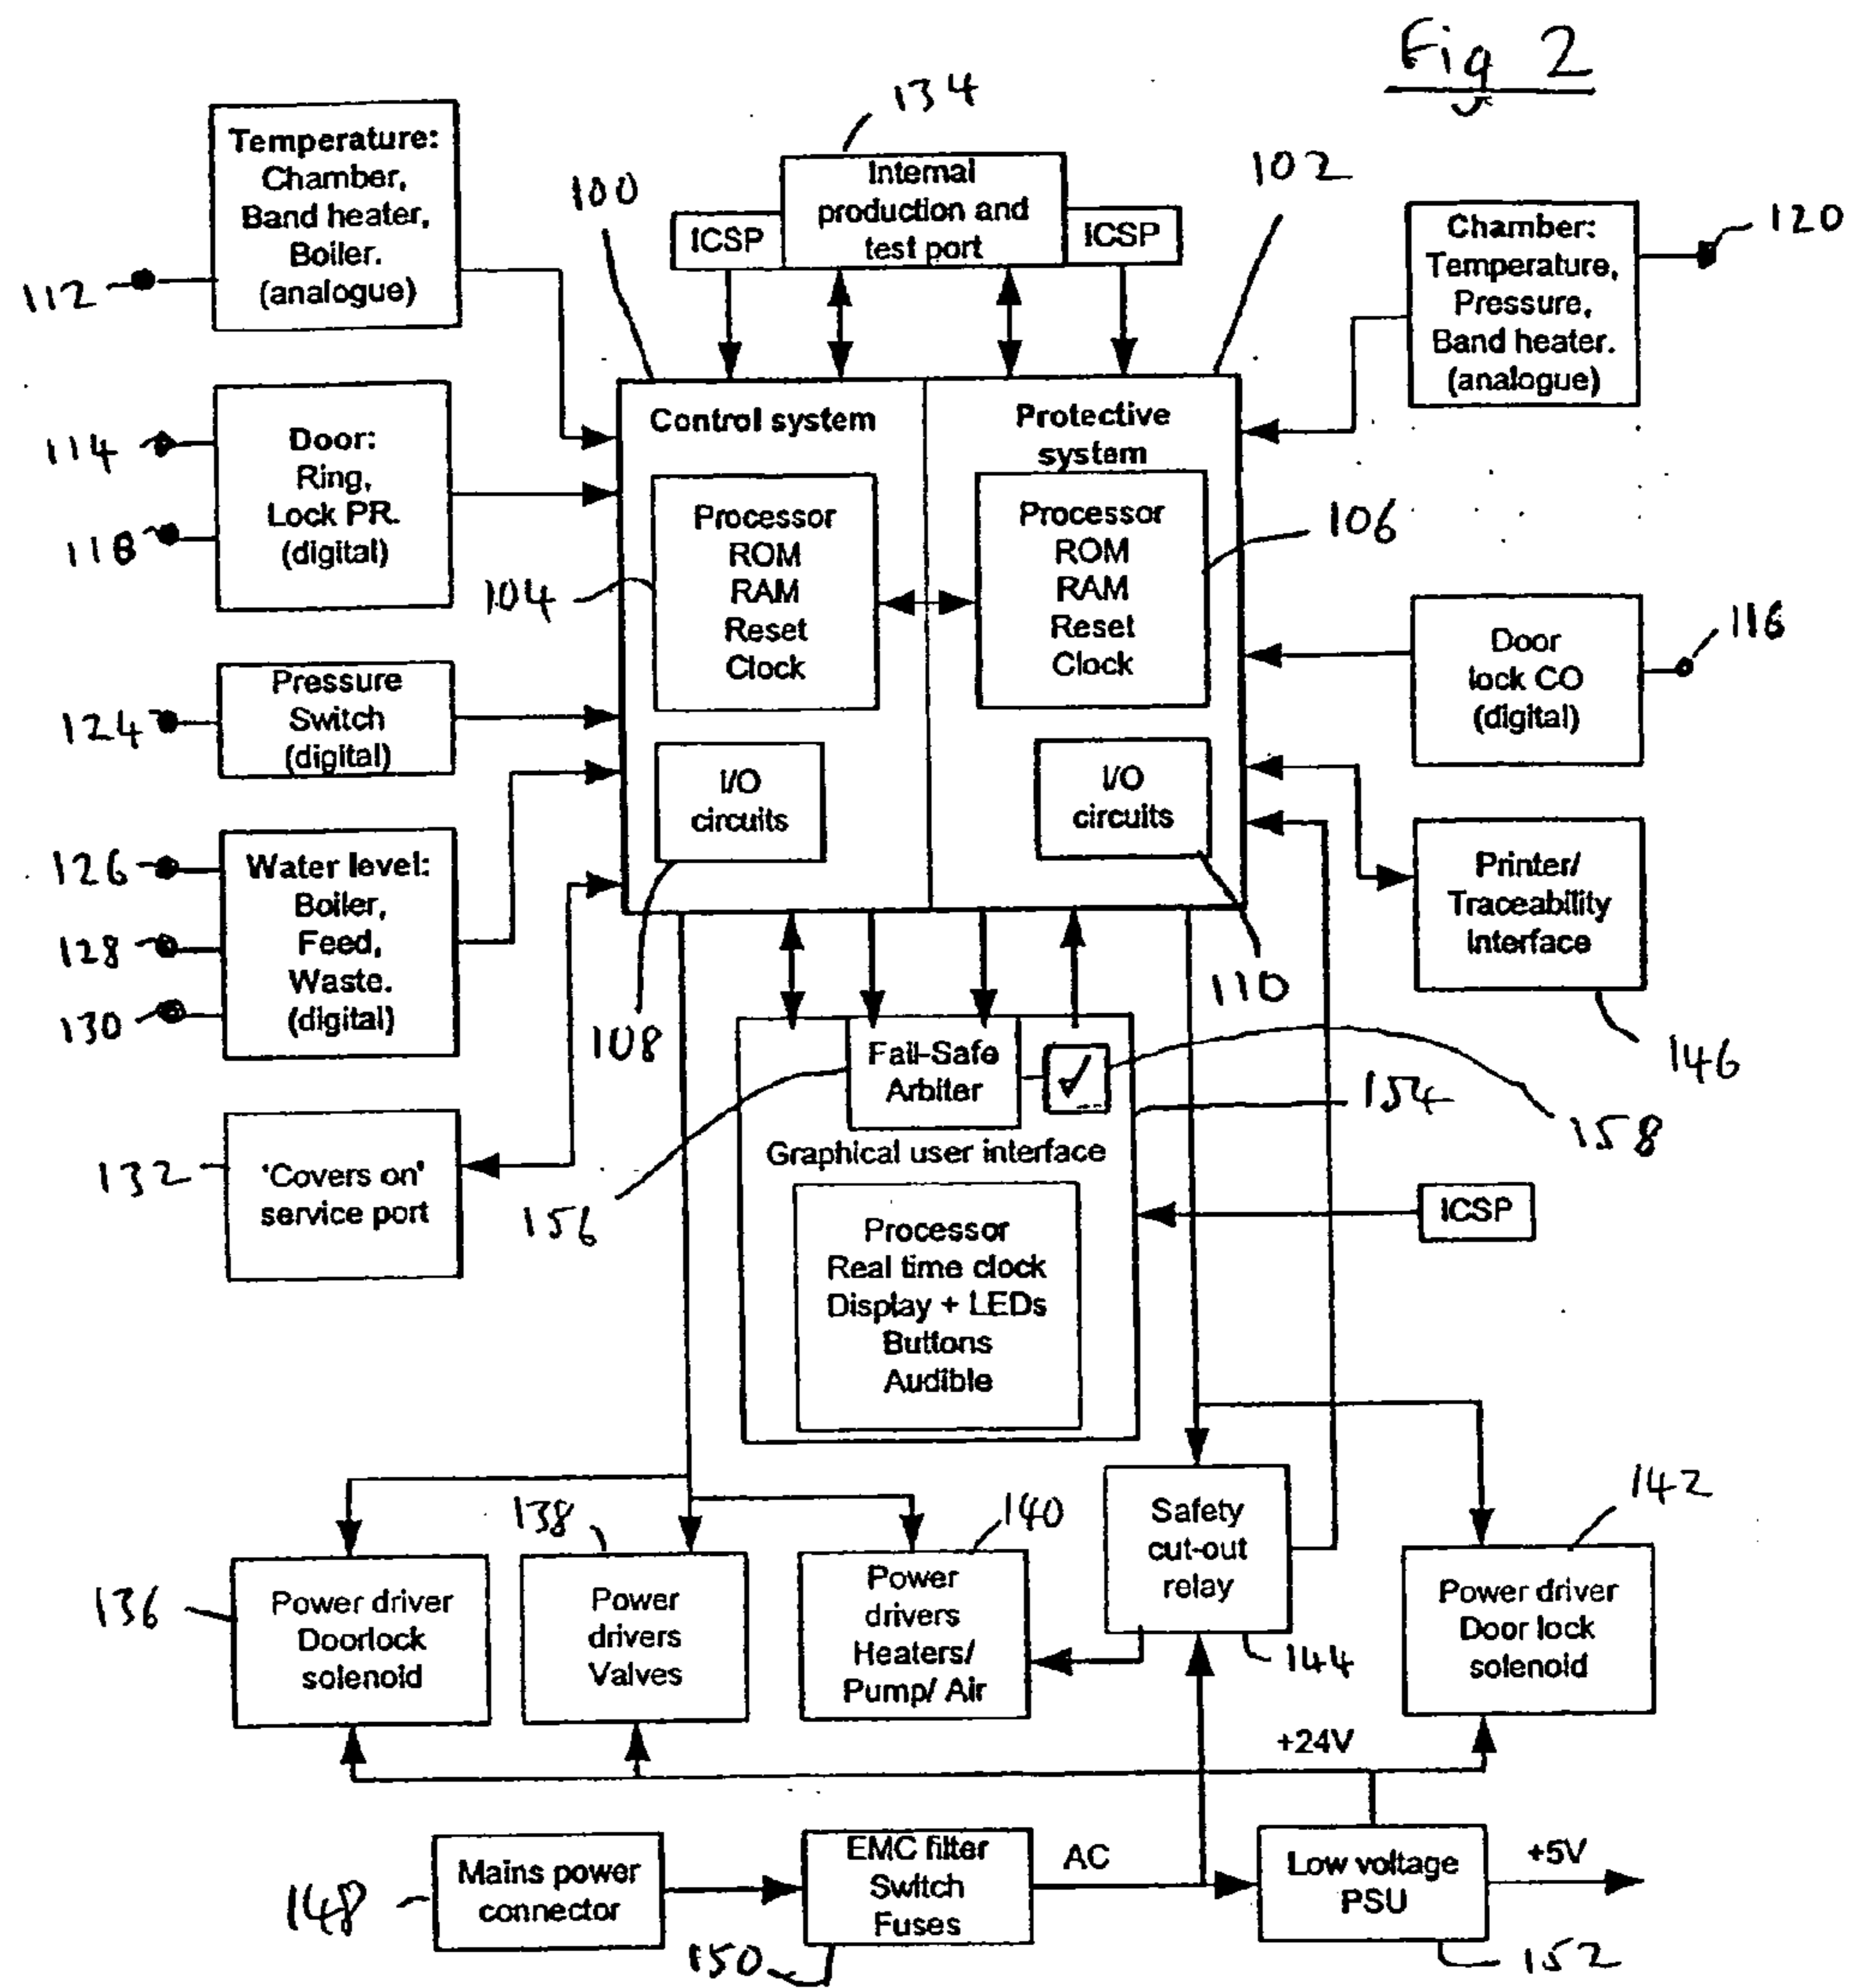 Fig 2
134
Internal
production and
test port
ICSP
ICSP
100
102
Temperature:
Chamber,
Band heater,
Boiler.
(analogue)
112
Chamber:
Temperature,
Pressure,
Band heater.
(analogue)
120
Door:
Ring,
Lock PR.
(digital)
114
118
Control system
Processor
ROM
RAM
Reset
Clock
104
I/O
circuits
108
Protective
system
Processor
ROM
RAM
Reset
Clock
106
I/O
circuits
110
Door
lock CO
(digital)
116
Pressure
Switch
(digital)
124
Water level:
Boiler,
Feed,
Waste.
(digital)
126
128
130
Printer/
Traceability
Interface
146
'Covers on'
service port
132
Fail-Safe
Arbiter
156
154
158
Graphical user interface
Processor
Real time clock
Display + LEDs
Buttons
Audible
ICSP
136
Power driver
Doorlock
solenoid
138
Power
drivers
Valves
140
Power
drivers
Heaters/
Pump/ Air
Safety
cut-out
relay
144
142
Power driver
Door lock
solenoid
+24V
148
Mains power
connector
EMC filter
Switch
Fuses
150
AC
Low voltage
PSU
152
+5V